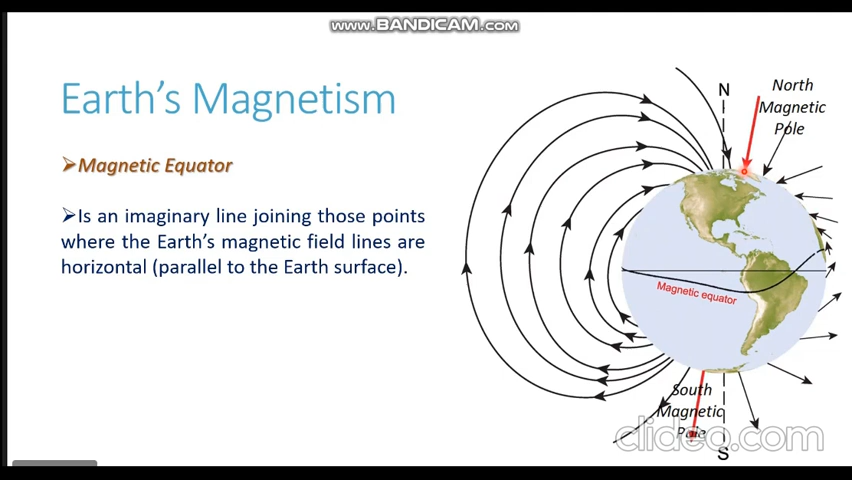 www.BANDICAM.com
Earth's Magnetism
➢Magnetic Equator
➢Is an imaginary line joining those points
where the Earth's magnetic field lines are
horizontal (parallel to the Earth surface).
N
North
Magnetic
Pole
Magnetic equator
South
Magnetic
Pole
clideo.com
S